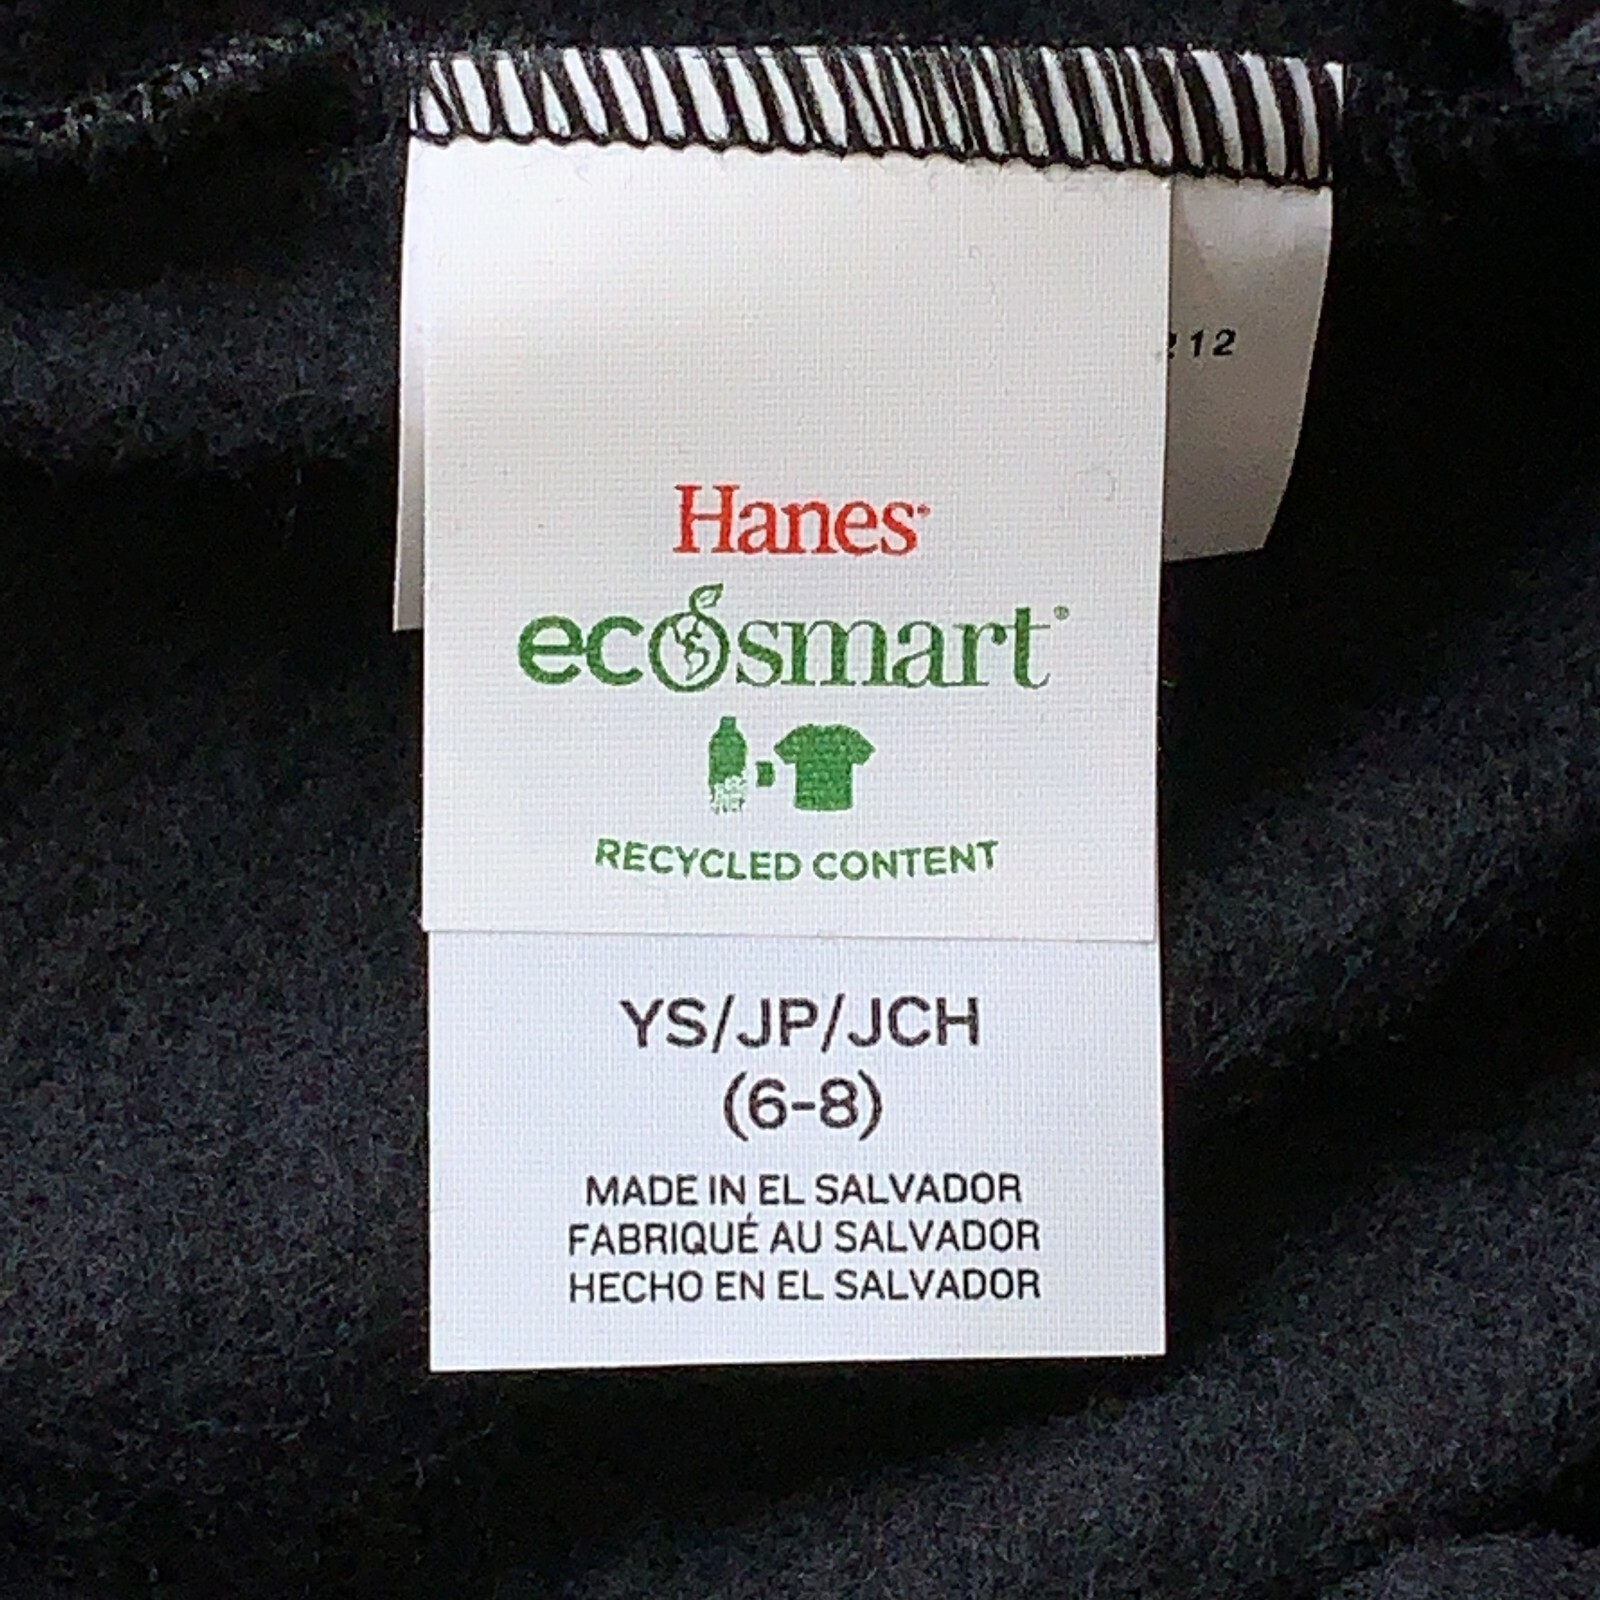 12
Hanes
ecosmart®
RECYCLED CONTENT
YS/JP/JCH
(6-8)
MADE IN EL SALVADOR
FABRIQUÉ AU SALVADOR
HECHO EN EL SALVADOR